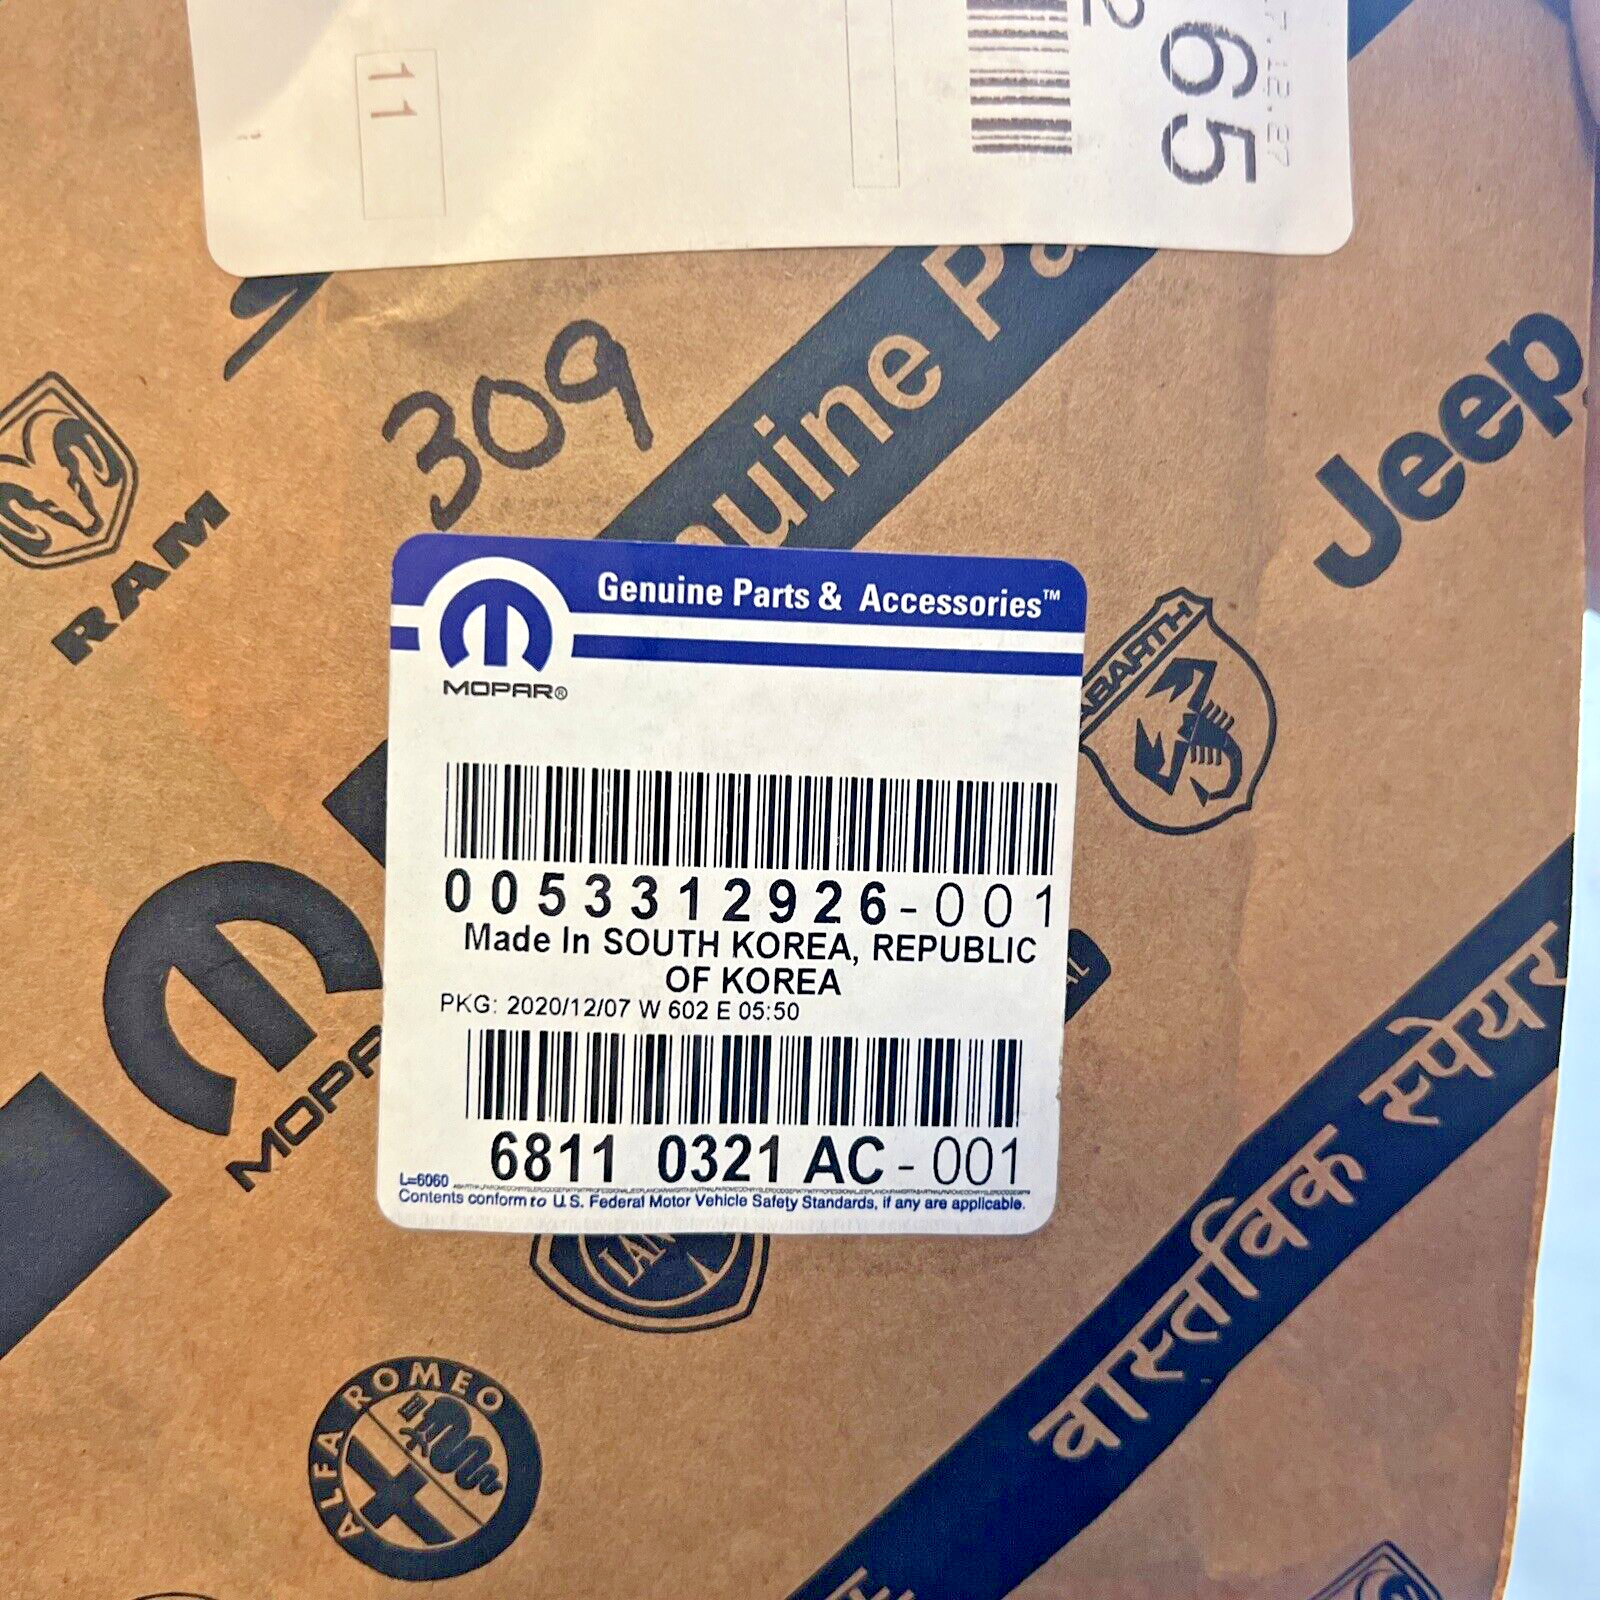 11
65
309
Genuine Pa
Jeep
RAM
Genuine Parts & Accessories™
MOPAR®
ABARTH
0053312926-001
Made In SOUTH KOREA, REPUBLIC
OF KOREA
PKG: 2020/12/07 W 602 E 05:50
MOPAR
6811 0321 AC-001
L=6060
Contents conform to U.S. Federal Motor Vehicle Safety Standards, if any are applicable.
LAN
ALFA ROMEO
वास्तविक स्पेयर